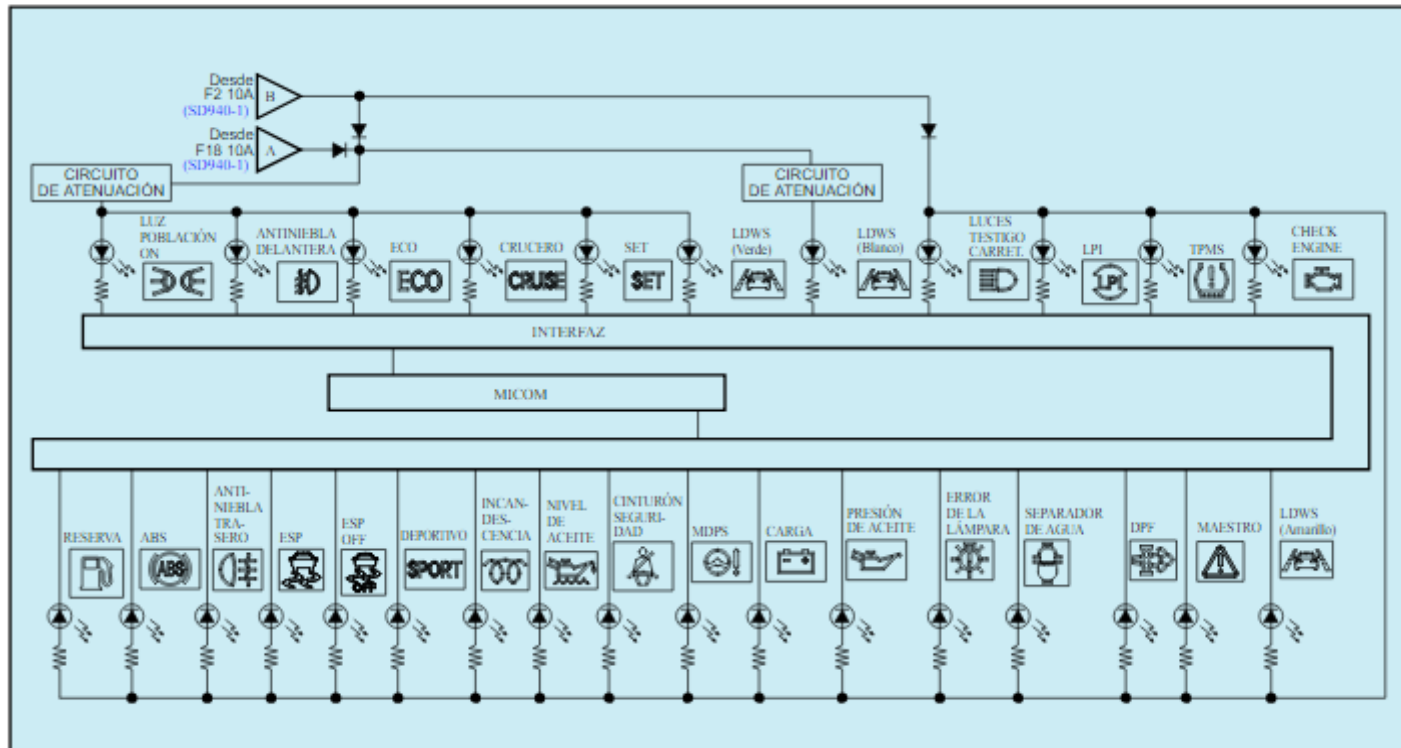 Desde
F2 10A
(SD940-1)
B
Desde
F18 10A
(SD940-1)
A
CIRCUITO
DE ATENUACIÓN
CIRCUITO
DE ATENUACIÓN
LUZ
POBLACIÓN
ON
ANTINIEBLA
DELANTERA
ECO
ECO
CRUCERO
CRUISE
SET
SET
LDWS
(Verde)
LDWS
(Blanco)
LUCES
TESTIGO
CARRET.
LPI
LPI
TPMS
CHECK
ENGINE
INTERFAZ
MICOM
RESERVA
ABS
ABS
ANTI-
NIEBLA
TRA-
SERO
ESP
ESP
OFF
OFF
DEPORTIVO
SPORT
INCAN-
DES-
CENCIA
NIVEL
DE
ACEITE
CINTURÓN
SEGURI-
DAD
MDPS
CARGA
PRESIÓN
DE ACEITE
ERROR
DE LA
LÁMPARA
SEPARADOR
DE AGUA
DPF
MAESTRO
LDWS
(Amarillo)